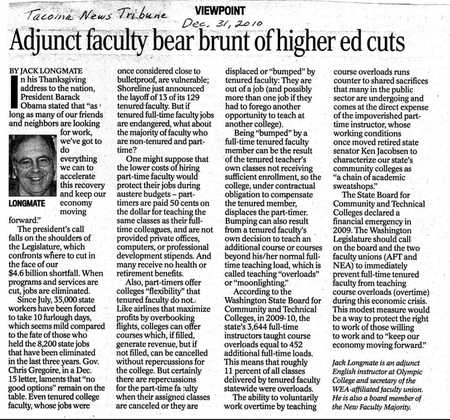 Tacoma News Tribune
VIEWPOINT
Dec. 31, 2010
Adjunct faculty bear brunt of higher ed cuts
BY JACK LONGMATE
In his Thanksgiving
address to the nation,
President Barack
Obama stated that "as
long as many of our friends
and neighbors are looking
for work,
we've got to
do
everything
we can to
accelerate
this
recovery
and keep our
economy
moving
LONGMATE
forward."
The president's call
falls on the shoulders of
the Legislature, which
confronts where to cut in
the face of our
$4.6 billion shortfall. When
programs and services are
cut, jobs are eliminated.
Since July, 35,000 state
workers have been forced
to take 10 furlough days,
which seems mild compared
to the fate of those who
held the 8,200 state jobs
that have been eliminated
in the last three years. Gov.
Chris Gregoire, in a Dec.
15 letter, laments that "no
good options" remain on the
table. Even tenured college
faculty, whose jobs were
once considered close to
bulletproof, are vulnerable;
Shoreline just announced
the layoff of 13 of its 129
tenured faculty. But if
tenured full-time faculty jobs
are endangered, what about
the majority of faculty who
are non-tenured and part-
time?
One might suppose that
the lower costs of hiring
part-time faculty would
protect their jobs during
austere budgets – part-
timers are paid 50 cents on
the dollar for teaching the
same classes as their full-
time colleagues, and are not
provided private offices,
computers, or professional
development stipends. And
many receive no health or
retirement benefits.
Also, part-timers offer
colleges "flexibility" that
tenured faculty do not.
Like airlines that maximize
profits by overbooking
flights, colleges can offer
courses which, if filled,
generate revenue, but if
not filled, can be cancelled
without repercussions for
the college. But certainly
there are repercussions
for the part-time faculty
when their assigned classes
are canceled or they are
displaced or "bumped" by
tenured faculty: They are
out of a job (and possibly
more than one job if they
had to forego another
opportunity to teach at
another college).
Being "bumped" by a
full-time tenured faculty
member can be the result
of the tenured teacher's
own classes not receiving
sufficient enrollment, so the
college, under contractual
obligation to compensate
the tenured member,
displaces the part-timer.
Bumping can also result
from a tenured faculty's
own decision to teach an
additional course or courses
beyond his/her normal full-
time teaching load, which is
called teaching "overloads"
or "moonlighting."
According to the
Washington State Board for
Community and Technical
Colleges, in 2009-10, the
state's 3,644 full-time
instructors taught course
overloads equal to 452
additional full-time loads.
This means that roughly
11 percent of all classes
delivered by tenured faculty
statewide were overloads.
The ability to voluntarily
work overtime by teaching
course overloads runs
counter to shared sacrifices
that many in the public
sector are undergoing and
comes at the direct expense
of the impoverished part-
time instructor, whose
working conditions
once moved retired state
senator Ken Jacobsen to
characterize our state's
community colleges as
"a chain of academic
sweatshops."
The State Board for
Community and Technical
Colleges declared a
financial emergency in
2009. The Washington
Legislature should call
on the board and the two
faculty unions (AFT and
NEA) to immediately
prevent full-time tenured
faculty from teaching
course overloads (overtime)
during this economic crisis.
This modest measure would
be a way to protect the right
to work of those willing
to work and to "keep our
economy moving forward."
Jack Longmate is an adjunct
English instructor at Olympic
College and secretary of the
WEA-affiliated faculty union.
He is also a board member of
the New Faculty Majority.